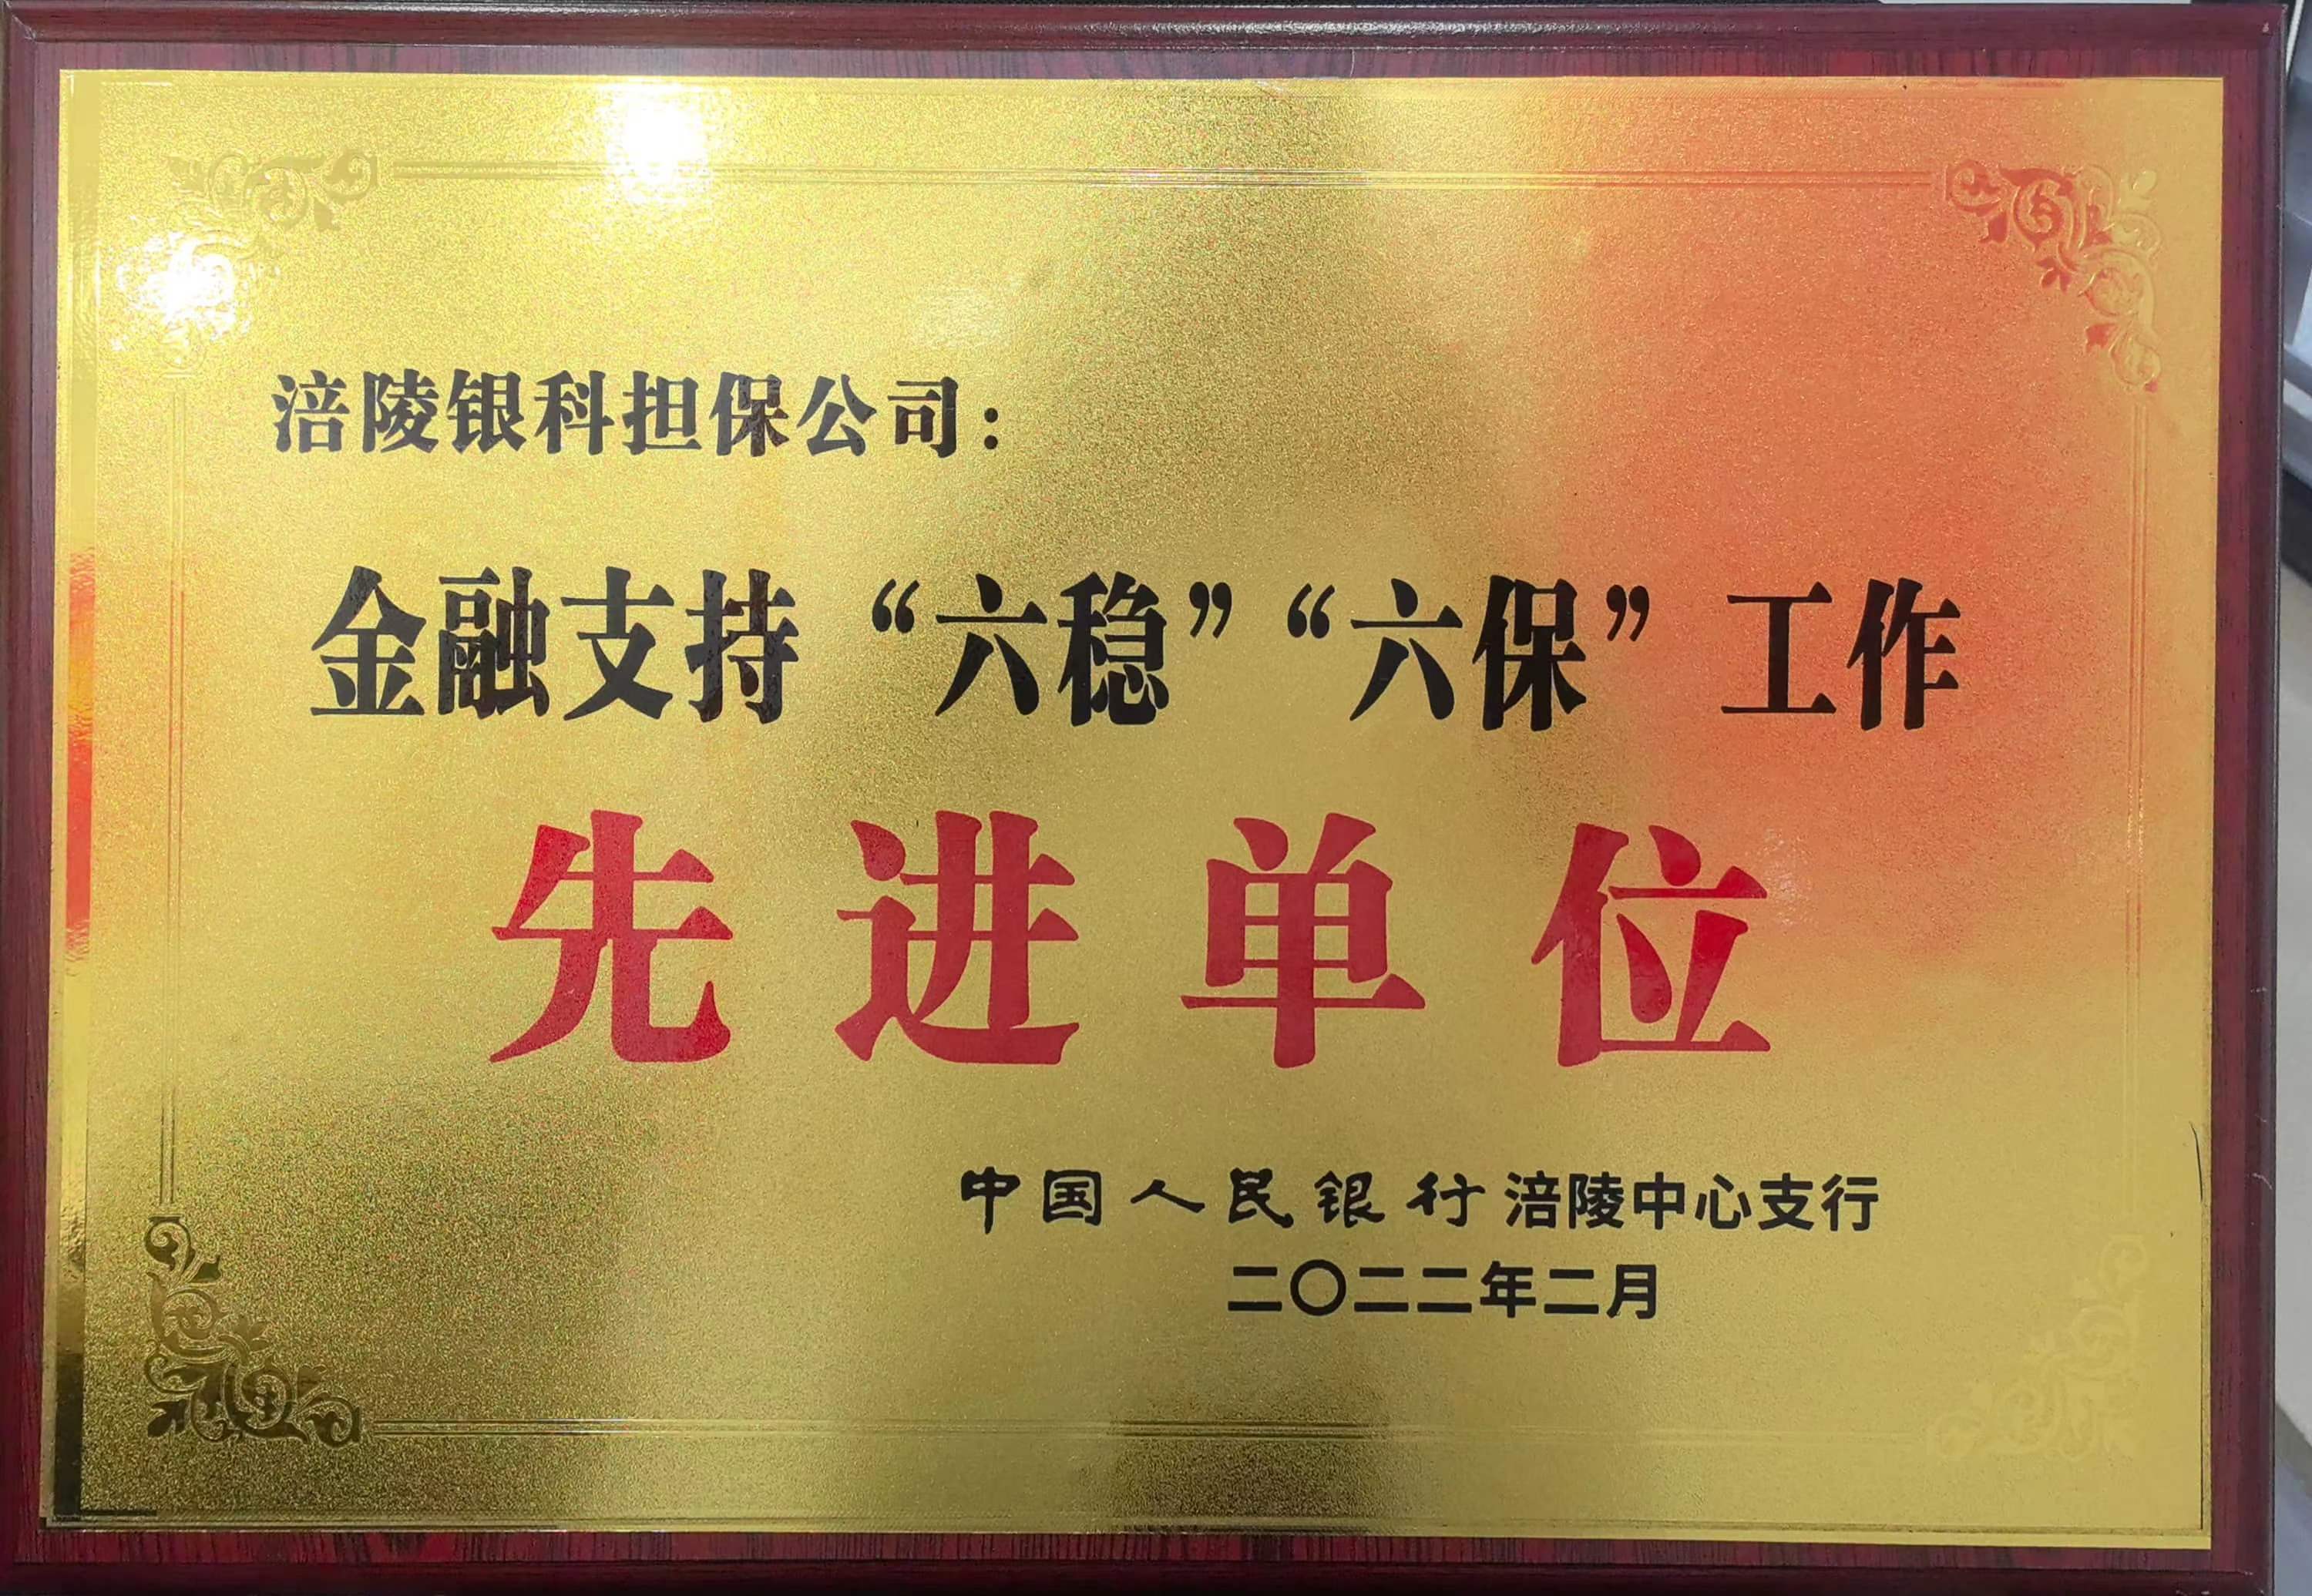 涪陵银科担保公司：
金融支持“六稳”“六保”工作
先进单位
中国人民银行涪陵中心支行
二〇二二年二月